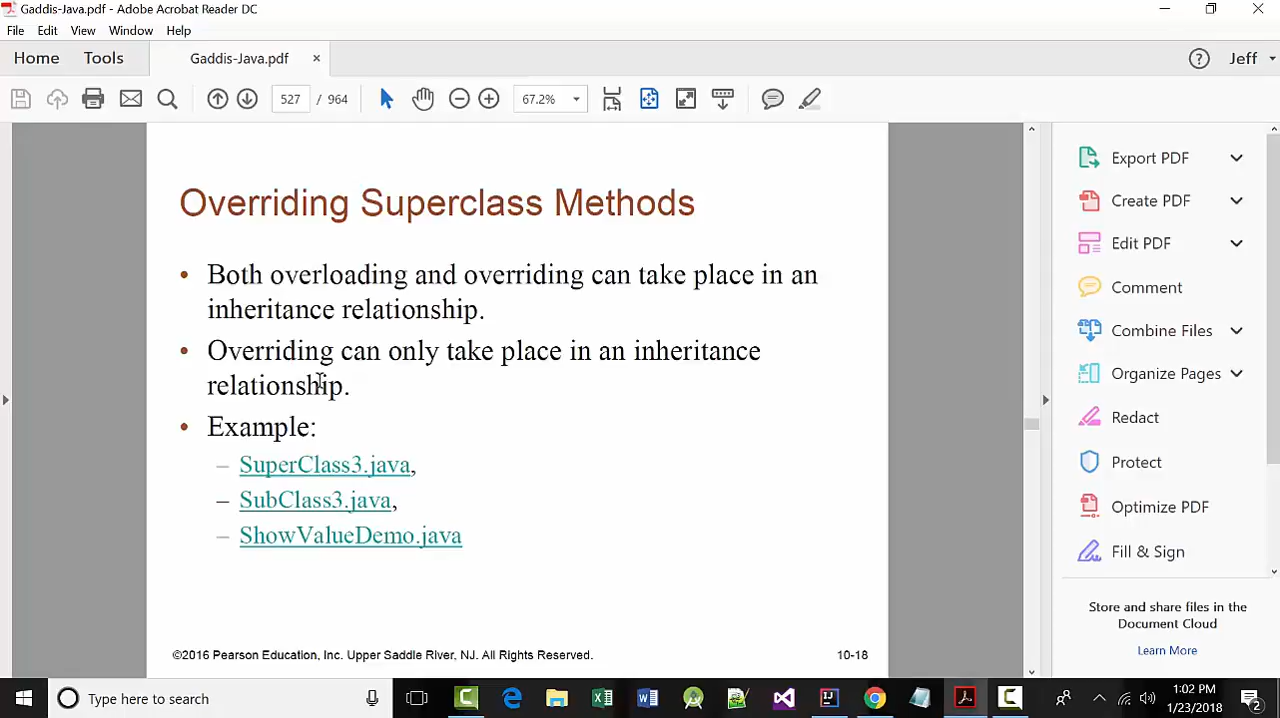 Gaddis-Java.pdf - Adobe Acrobat Reader DC
File Edit View Window Help
Home Tools Gaddis-Java.pdf × ? Jeff
527 / 964 67.2%
Overriding Superclass Methods
• Both overloading and overriding can take place in an
inheritance relationship.
• Overriding can only take place in an inheritance
relationship.
• Example:
– SuperClass3.java,
– SubClass3.java,
– ShowValueDemo.java
©2016 Pearson Education, Inc. Upper Saddle River, NJ. All Rights Reserved. 10-18
Export PDF
Create PDF
Edit PDF
Comment
Combine Files
Organize Pages
Redact
Protect
Optimize PDF
Fill & Sign
Store and share files in the
Document Cloud
Learn More
Type here to search
1:02 PM
1/23/2018
2